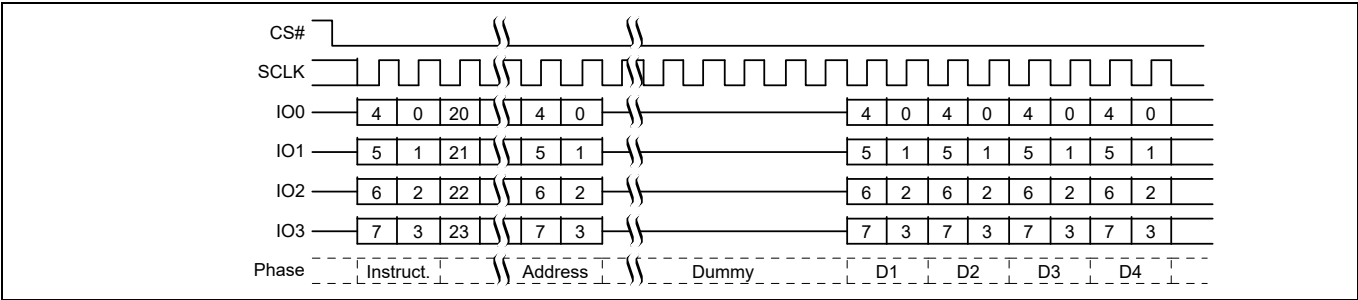 CS#
SCLK
IO0 4 0 20 4 0 4 0 4 0 4 0 4 0
IO1 5 1 21 5 1 5 1 5 1 5 1 5 1
IO2 6 2 22 6 2 6 2 6 2 6 2 6 2
IO3 7 3 23 7 3 7 3 7 3 7 3 7 3
Phase Instruct. Address Dummy D1 D2 D3 D4